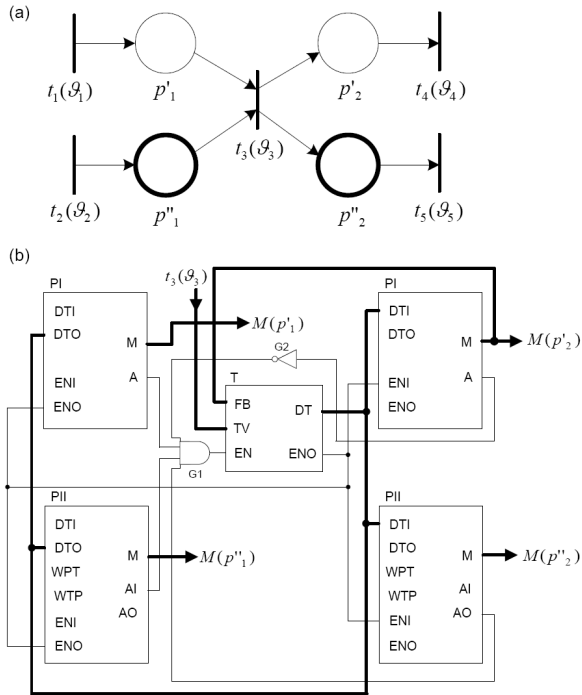 (a)
t₁(ϑ₁)
p'₁
t₃(ϑ₃)
p'₂
t₄(ϑ₄)
t₂(ϑ₂)
p"₁
p"₂
t₅(ϑ₅)
(b)
PI
DTI
DTO
M
A
ENI
ENO
t₃(ϑ₃)
M(p'₁)
G2
T
FB
TV
EN
DT
ENO
G1
PI
DTI
DTO
M
A
ENI
ENO
M(p'₂)
PII
DTI
DTO
WPT
WTP
ENI
ENO
M
AI
AO
M(p"₁)
PII
DTI
DTO
WPT
WTP
ENI
ENO
M
AI
AO
M(p"₂)